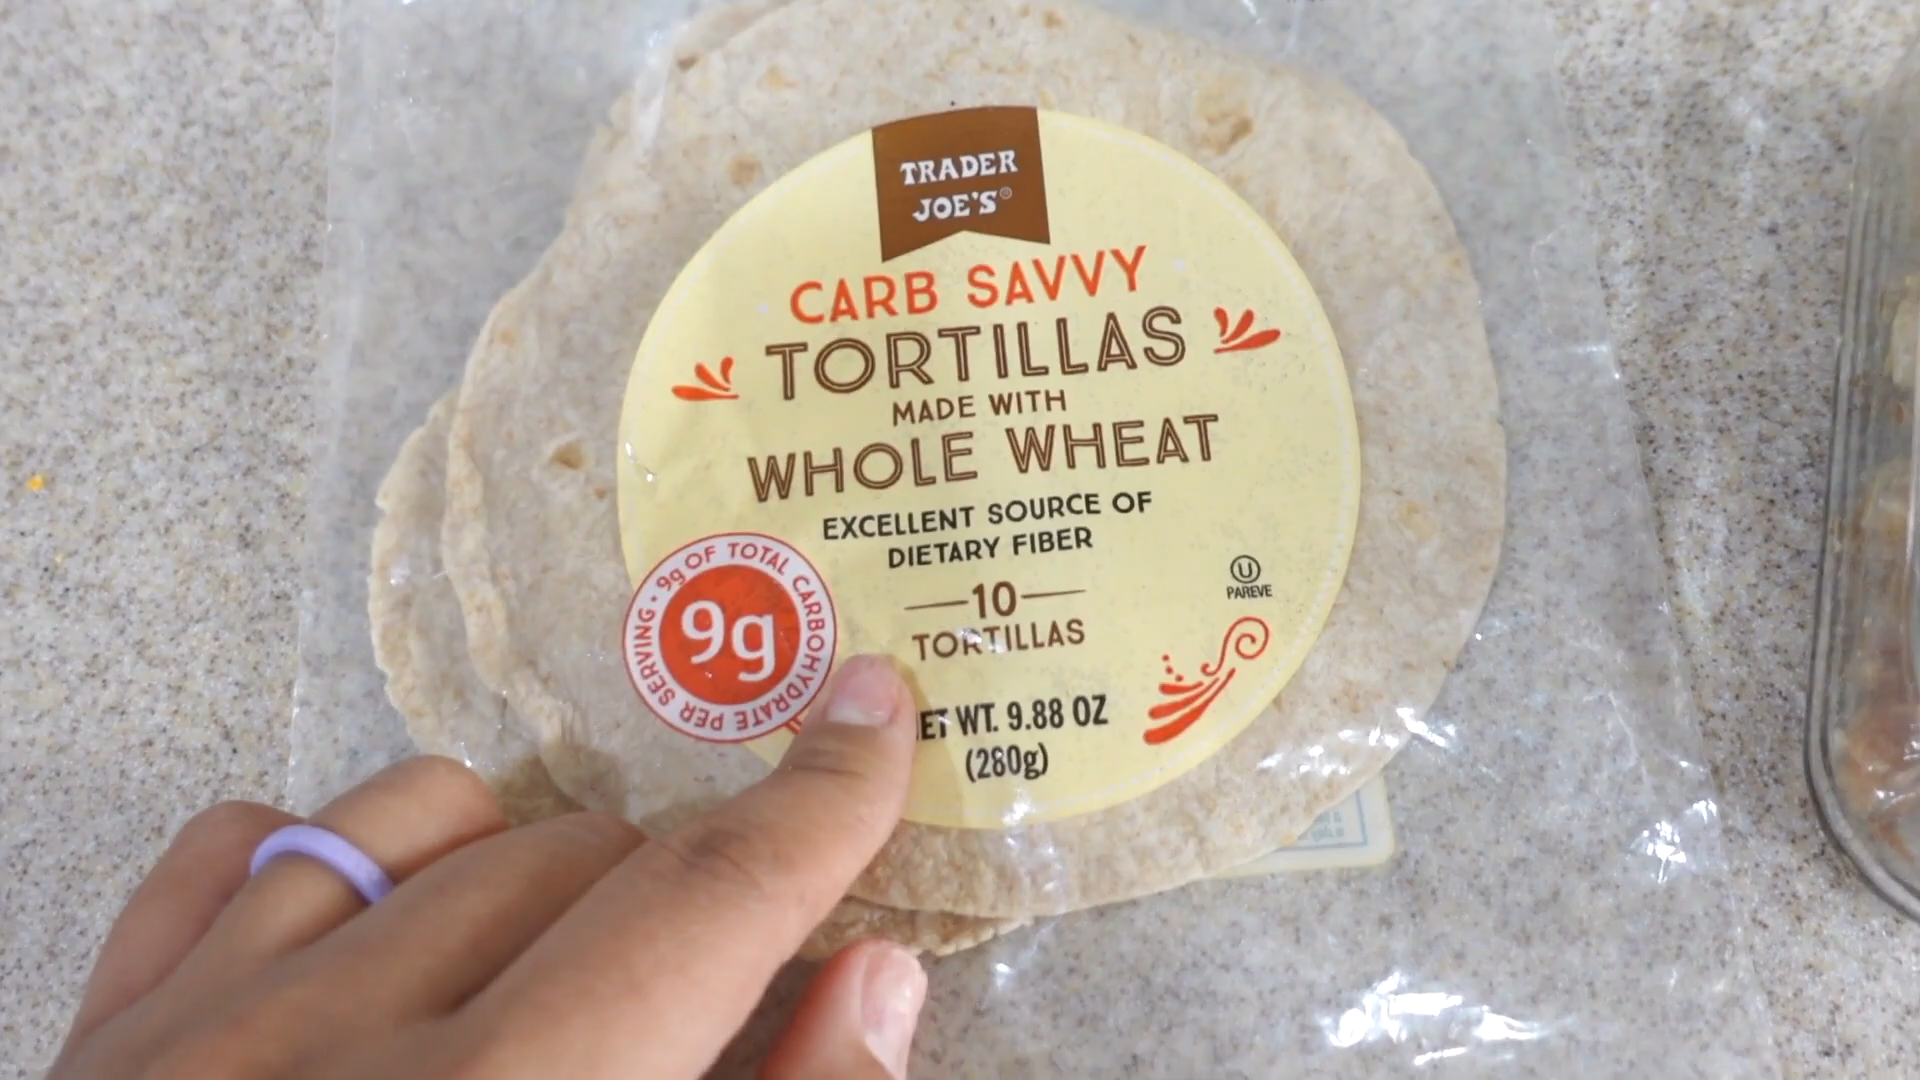 TRADER
JOE'S®
CARB SAVVY
TORTILLAS
MADE WITH
WHOLE WHEAT
EXCELLENT SOURCE OF
DIETARY FIBER
9g OF TOTAL CARBOHYDRATE PER SERVING •
9g
10
TORTILLAS
U
PAREVE
ET WT. 9.88 OZ
(280g)